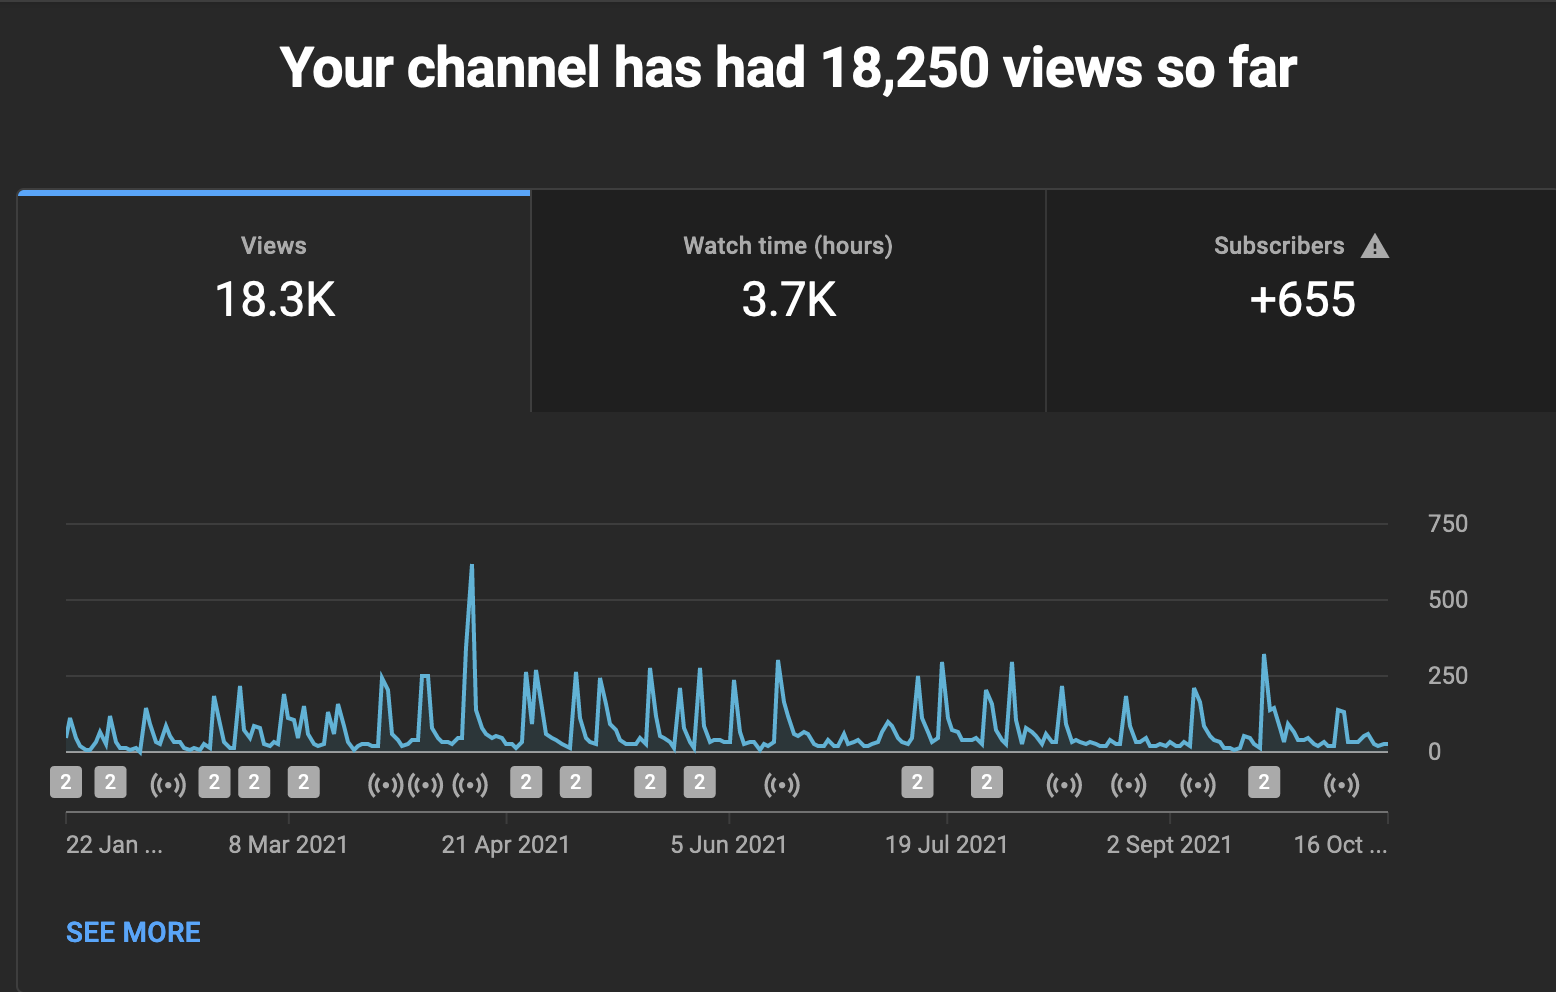 Your channel has had 18,250 views so far
Views
18.3K
Watch time (hours)
3.7K
Subscribers
+655
750
500
250
0
2 2 2 2 2 2 2 2 2 2 2 2
22 Jan ... 8 Mar 2021 21 Apr 2021 5 Jun 2021 19 Jul 2021 2 Sept 2021 16 Oct ...
SEE MORE